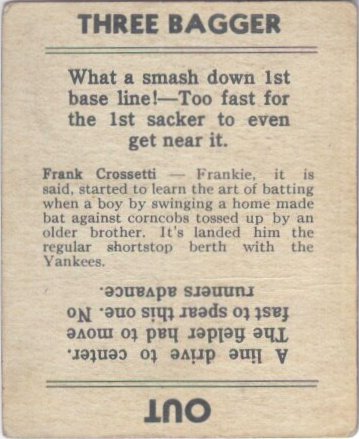 THREE BAGGER
What a smash down 1st
base line!—Too fast for
the 1st sacker to even
get near it.
Frank Crossetti — Frankie, it is
said, started to learn the art of batting
when a boy by swinging a home made
bat against corncobs tossed up by an
older brother. It's landed him the
regular shortstop berth with the
Yankees.
OUT
A line drive to center.
The fielder had to move
fast to spear this one. No
runners advance.